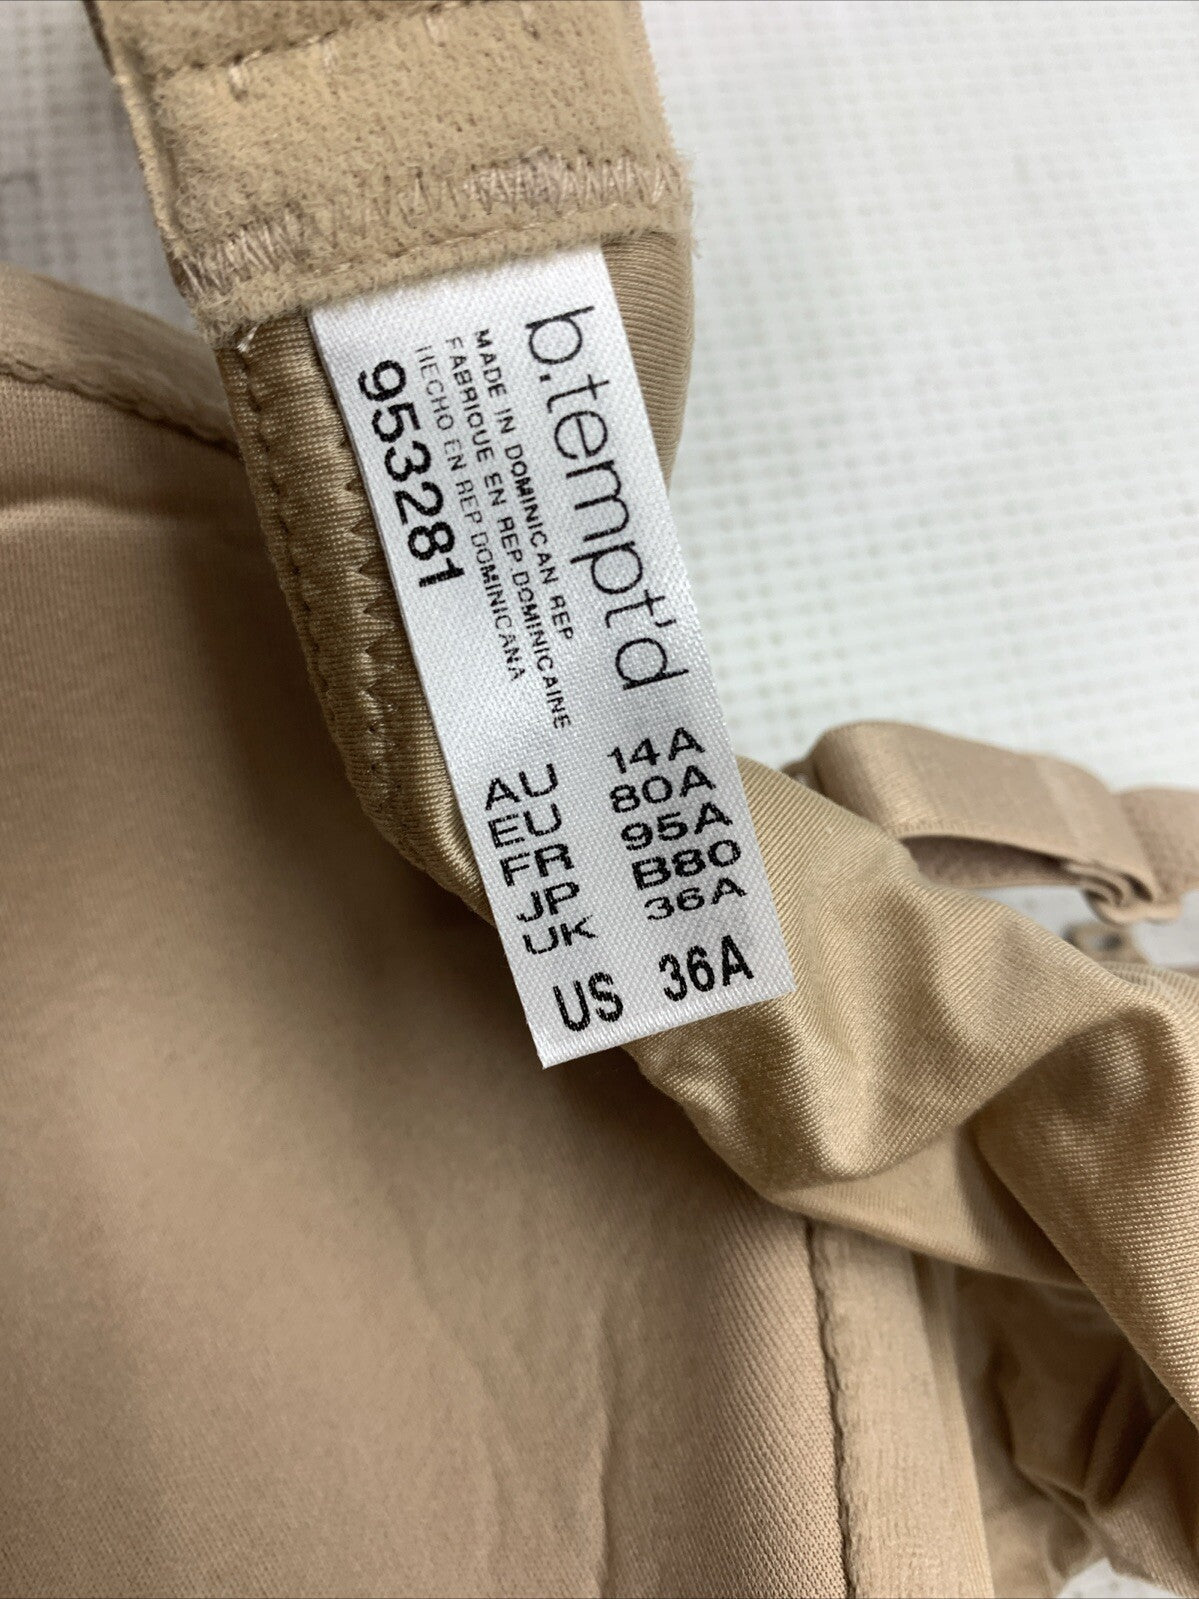 b.tempt'd
MADE IN DOMINICAN REP
FABRIQUE EN REP DOMINICAINE
HECHO EN REP DOMINICANA
953281
AU 14A
EU 80A
FR 95A
JP B80
UK 36A
US 36A